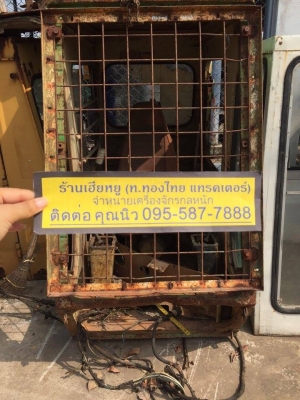 ร้านเฮียหยู (ท.ทองไทย แทรคเตอร์)
จำหน่ายเครื่องจักรกลหนัก
ติดต่อ คุณนิว 095-587-7888